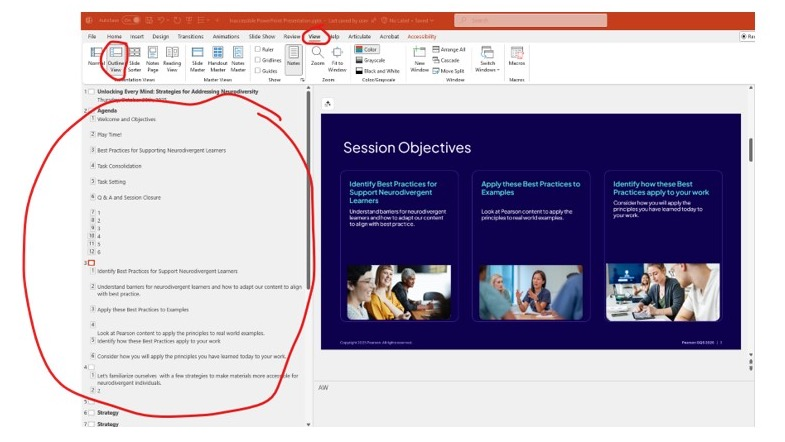 AutoSave
Inaccessible PowerPoint Presentation.pptx
No Label
Saved
Search
File
Home
Insert
Design
Transitions
Animations
Slide Show
Review
View
Help
Articulate
Acrobat
Accessibility
Normal
Outline View
Slide Sorter
Notes Page
Reading View
Slide Master
Handout Master
Notes Master
Ruler
Gridlines
Guides
Notes
Zoom
Fit to Window
Color
Grayscale
Black and White
New Window
Arrange All
Cascade
Move Split
Switch Windows
Macros
Presentation Views
Master Views
Show
Zoom
Color/Grayscale
Window
Macros
1 Unlocking Every Mind: Strategies for Addressing Neurodiversity
Thursday, October
2 Agenda
1 Welcome and Objectives
2 Play Time!
3 Best Practices for Supporting Neurodivergent Learners
4 Task Consolidation
5 Task Setting
6 Q & A and Session Closure
7 1
8 2
9 3
10 4
11 5
12 6
3
1 Identify Best Practices for Support Neurodivergent Learners
2 Understand barriers for neurodivergent learners and how to adapt our content to align
with best practice.
3 Apply these Best Practices to Examples
4
Look at Pearson content to apply the principles to real world examples.
5 Identify how these Best Practices apply to your work
6 Consider how you will apply the principles you have learned today to your work.
4
1 Let's familiarize ourselves with a few strategies to make materials more accessible for
neurodivergent individuals.
2 2
5
6 Strategy
7 Strategy
Session Objectives
Identify Best Practices for
Support Neurodivergent
Learners
Understand barriers for neurodivergent
learners and how to adapt our content to
align with best practice.
Apply these Best Practices to
Examples
Look at Pearson content to apply the
principles to real world examples.
Identify how these Best
Practices apply to your work
Consider how you will apply the
principles you have learned today to
your work.
AW